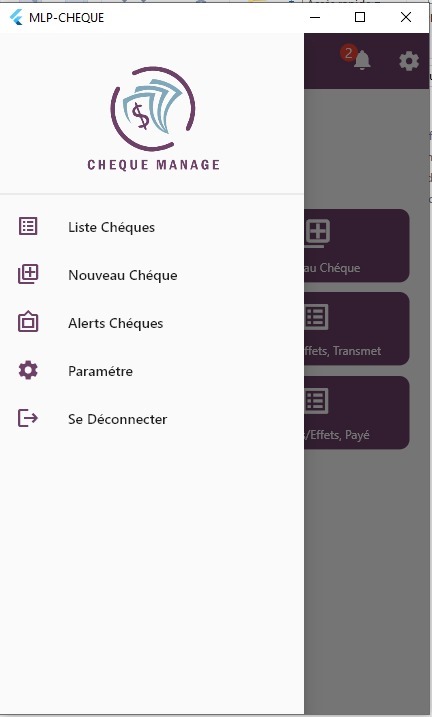 MLP-CHEQUE
2
CHEQUE MANAGE
Liste Chéques
Nouveau Chéque
Alerts Chéques
Paramétre
Se Déconnecter
au Chéque
ffets, Transmet
s/Effets, Payé